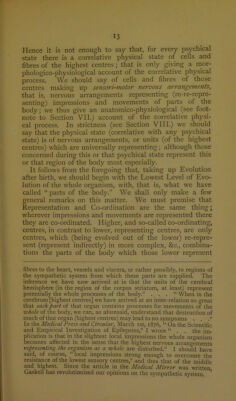 13
Hence it is not enough to say that, for every psychical
state there is a correlative physical state of cells and
fibres of the highest centres; that is only giving a mor-
phologico-physiological account of the correlative physical
process. We should say of cells and fibres of those
centres making up sensori-motor nervous arrangements,
that is, nervous arrangements representing (re-re-repre-
senting) impressions and movements of parts of the
body; we thus give an anatomico-physiological (see foot-
note to Section VII.) account of the correlative physi-
cal process. In strictness (see Section VIII.) we should
say that the physical state (correlative with any psychical
state) is of nervous arrangements, or units (of the highest
centres) which are universally representing; although those
concerned during this or that psychical state represent this
or that region of the body most especially.
It follows from the foregoing that, taking up Evolution
after birth, we should begin with the Lowest Level of Evo-
lution of the whole organism, with, that is, what we have
called “parts of the body.” We shall only make a few
general remarks on this matter. We must premise that
Representation and Co-ordination are the same thing;
wherever impressions and movements are represented there
they are co-ordinated. Higher, and so-called co-ordinating,
centres, in contrast to lower, representing centres, are only
centres, which (being evolved out of the lower) re-repre-
sent (represent indirectly) in more complex, &c., combina-
tions the parts of the body which those lower represent
fibres to the heart, vessels and viscera, or rather possibly, to regions of
the sympathetic system from which these parts are supplied. The
inference we have now arrived at is that the units of the cerebral
hemisphere (in the region of the corpus striatum, at least) represent
potentially the whole processes of the body.” . . . “When in the
cerebrum [highest centres] we have arrived at an inter-relation so great
that each part of that organ contains processes for movements of the
whole of the body, we can, as aforesaid, understand that destruction of
much of that organ (highest centres) may lead to no symptoms . . .”
In the Medical Press and Circular, March 1st, 1876, “On the Scientific
and Empirical Investigation of Epilepsies,” I wrote “ . . the im-
plication is that in the slightest local impressions the whole organism
becomes affected in the sense that the highest nervous arrangements
representing the organism as a whole are disturbed.” I should have
said, of course, “local impressions strong enough to overcome the
resistance of the lowest sensory centres,” and then that of the middle
and highest. Since the article in the Medical Mirror was written,
Gaskell has revolutionised our opinions on the sympathetic system.